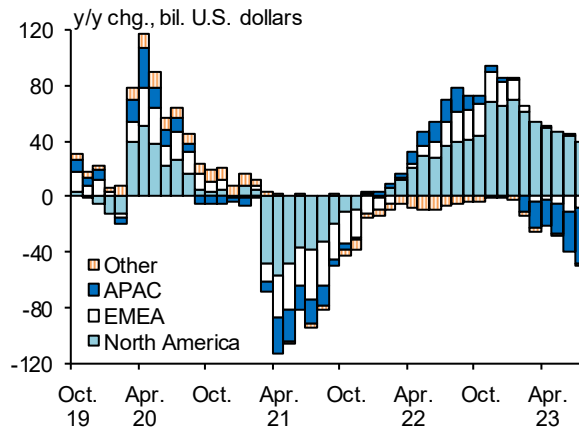 y/y chg., bil. U.S. dollars
120
80
40
0
-40
-80
-120
Other
APAC
EMEA
North America
Oct. Apr. Oct. Apr. Oct. Apr. Oct. Apr.
19 20 21 22 23